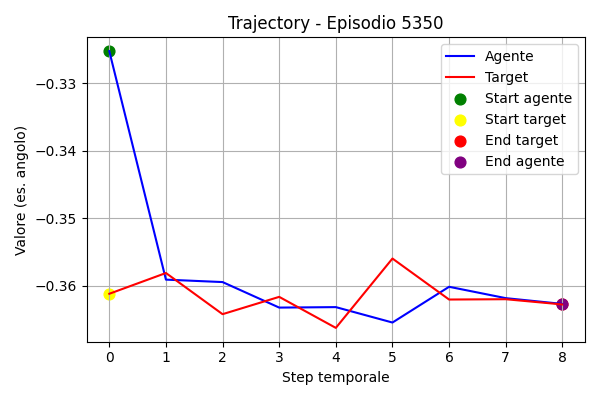 Trajectory - Episodio 5350
Agente
Target
Start agente
Start target
End target
End agente
Valore (es. angolo)
−0.33
−0.34
−0.35
−0.36
0 1 2 3 4 5 6 7 8
Step temporale